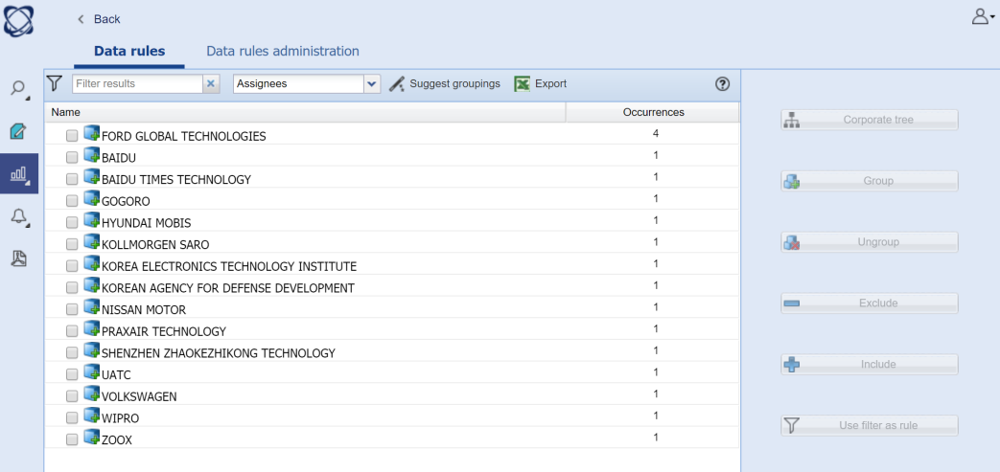 Back
Data rules Data rules administration
Filter results Assignees Suggest groupings Export
Name Occurrences
FORD GLOBAL TECHNOLOGIES 4
BAIDU 1
BAIDU TIMES TECHNOLOGY 1
GOGORO 1
HYUNDAI MOBIS 1
KOLLMORGEN SARO 1
KOREA ELECTRONICS TECHNOLOGY INSTITUTE 1
KOREAN AGENCY FOR DEFENSE DEVELOPMENT 1
NISSAN MOTOR 1
PRAXAIR TECHNOLOGY 1
SHENZHEN ZHAOKEZHIKONG TECHNOLOGY 1
UATC 1
VOLKSWAGEN 1
WIPRO 1
ZOOX 1
Corporate tree
Group
Ungroup
Exclude
Include
Use filter as rule